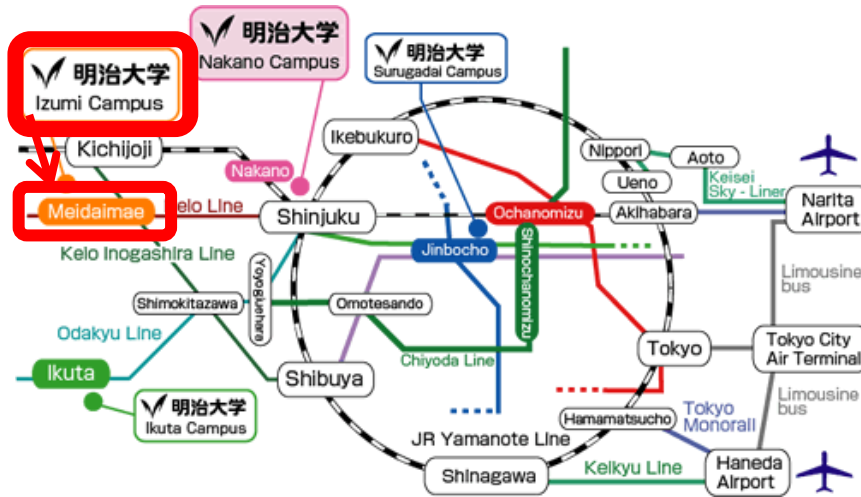 明治大学
Nakano Campus
明治大学
Izumi Campus
明治大学
Surugadai Campus
Kichijoji
Ikebukuro
Nippori
Aoto
Nakano
Ueno
Keisei
Sky - Liner
Meidaimae
Keio Line
Shinjuku
Ochanomizu
Akihabara
Narita
Airport
Keio Inogashira Line
Jinbocho
Shinochanomizu
Yoyogiuehara
Limousine
bus
Shimokitazawa
Omotesando
Odakyu Line
Chiyoda Line
Tokyo
Tokyo City
Air Terminal
Ikuta
Shibuya
明治大学
Ikuta Campus
Limousine
bus
Hamamatsucho
Tokyo
Monorail
JR Yamanote Line
Shinagawa
Keikyu Line
Haneda
Airport